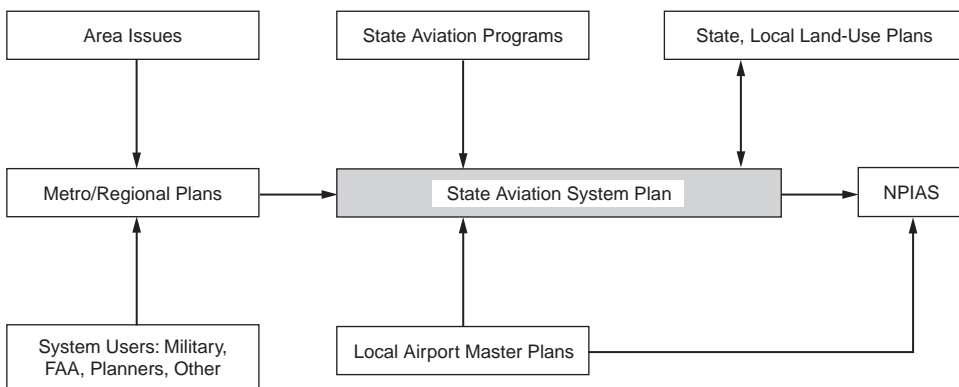 Area Issues
State Aviation Programs
State, Local Land-Use Plans
Metro/Regional Plans
State Aviation System Plan
NPIAS
System Users: Military,
FAA, Planners, Other
Local Airport Master Plans